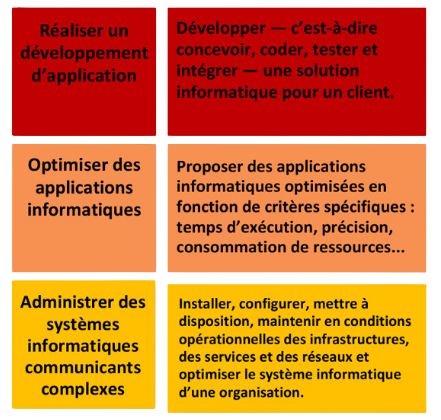 Réaliser un
développement
d'application
Développer — c'est-à-dire
concevoir, coder, tester et
intégrer — une solution
informatique pour un client.
Optimiser des
applications
informatiques
Proposer des applications
informatiques optimisées en
fonction de critères spécifiques :
temps d'exécution, précision,
consommation de ressources...
Administrer des
systèmes
informatiques
communicants
complexes
Installer, configurer, mettre à
disposition, maintenir en conditions
opérationnelles des infrastructures,
des services et des réseaux et
optimiser le système informatique
d'une organisation.